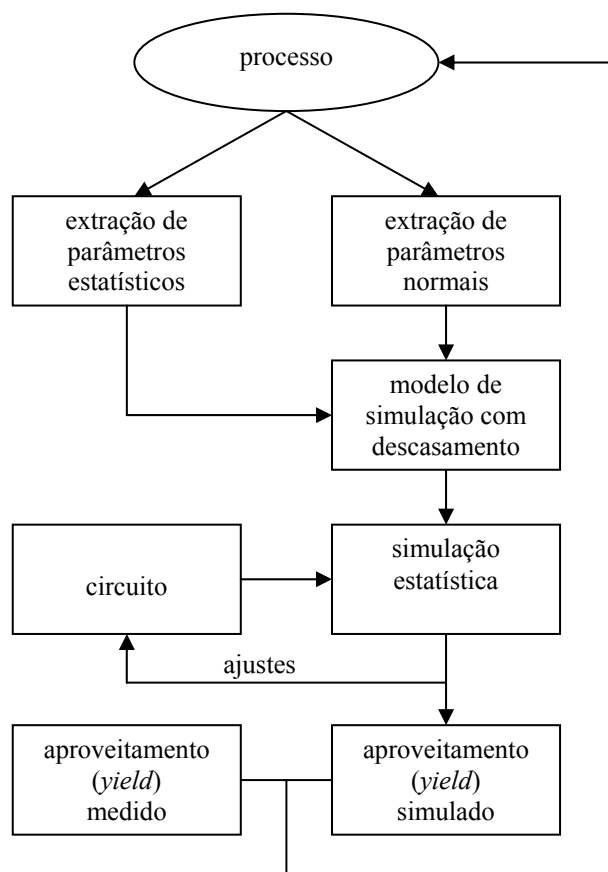 processo
extração de
parâmetros
estatísticos
extração de
parâmetros
normais
modelo de
simulação com
descasamento
circuito
simulação
estatística
ajustes
aproveitamento
(yield)
medido
aproveitamento
(yield)
simulado